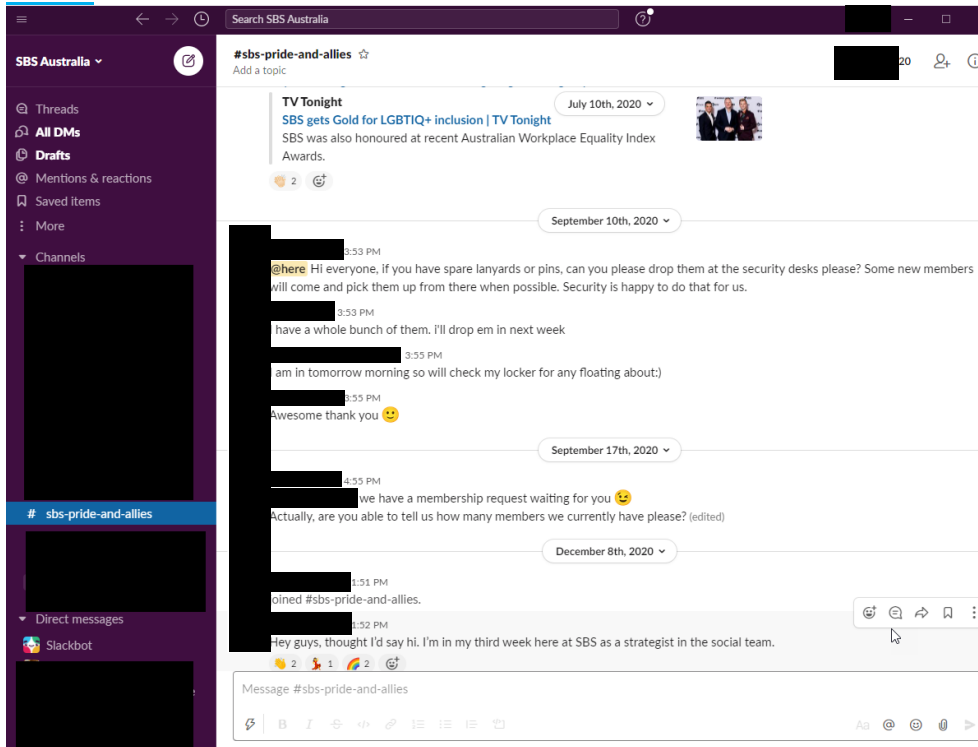 Search SBS Australia
SBS Australia
#sbs-pride-and-allies
Add a topic
20
Threads
All DMs
Drafts
@ Mentions & reactions
Saved items
More
Channels
# sbs-pride-and-allies
Direct messages
Slackbot
TV Tonight
July 10th, 2020
SBS gets Gold for LGBTIQ+ inclusion | TV Tonight
SBS was also honoured at recent Australian Workplace Equality Index
Awards.
2
September 10th, 2020
3:53 PM
@here Hi everyone, if you have spare lanyards or pins, can you please drop them at the security desks please? Some new members
will come and pick them up from there when possible. Security is happy to do that for us.
3:53 PM
I have a whole bunch of them. i'll drop em in next week
3:55 PM
I am in tomorrow morning so will check my locker for any floating about:)
3:55 PM
Awesome thank you 🙂
September 17th, 2020
4:55 PM
we have a membership request waiting for you 😉
Actually, are you able to tell us how many members we currently have please? (edited)
December 8th, 2020
1:51 PM
joined #sbs-pride-and-allies.
1:52 PM
Hey guys, thought I'd say hi. I'm in my third week here at SBS as a strategist in the social team.
👏 2 💃 1 🌈 2
Message #sbs-pride-and-allies
B I S </>
Aa @